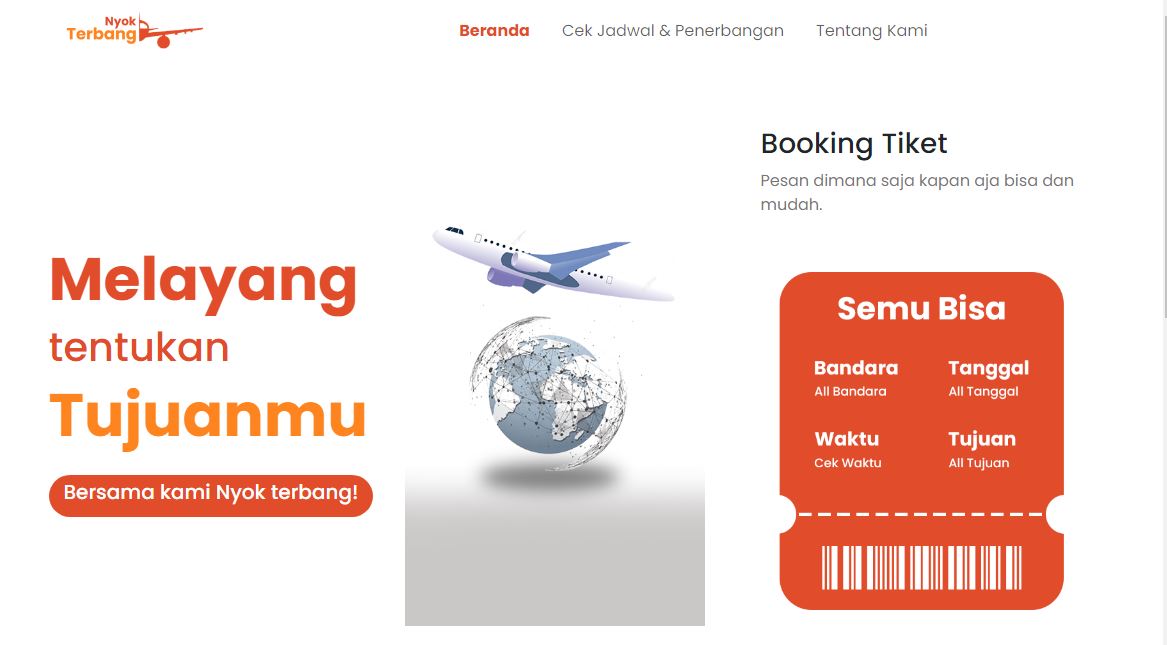 Nyok
Terbang
Beranda
Cek Jadwal & Penerbangan
Tentang Kami
Melayang
tentukan
Tujuanmu
Bersama kami Nyok terbang!
Booking Tiket
Pesan dimana saja kapan aja bisa dan
mudah.
Semu Bisa
Bandara
All Bandara
Tanggal
All Tanggal
Waktu
Cek Waktu
Tujuan
All Tujuan